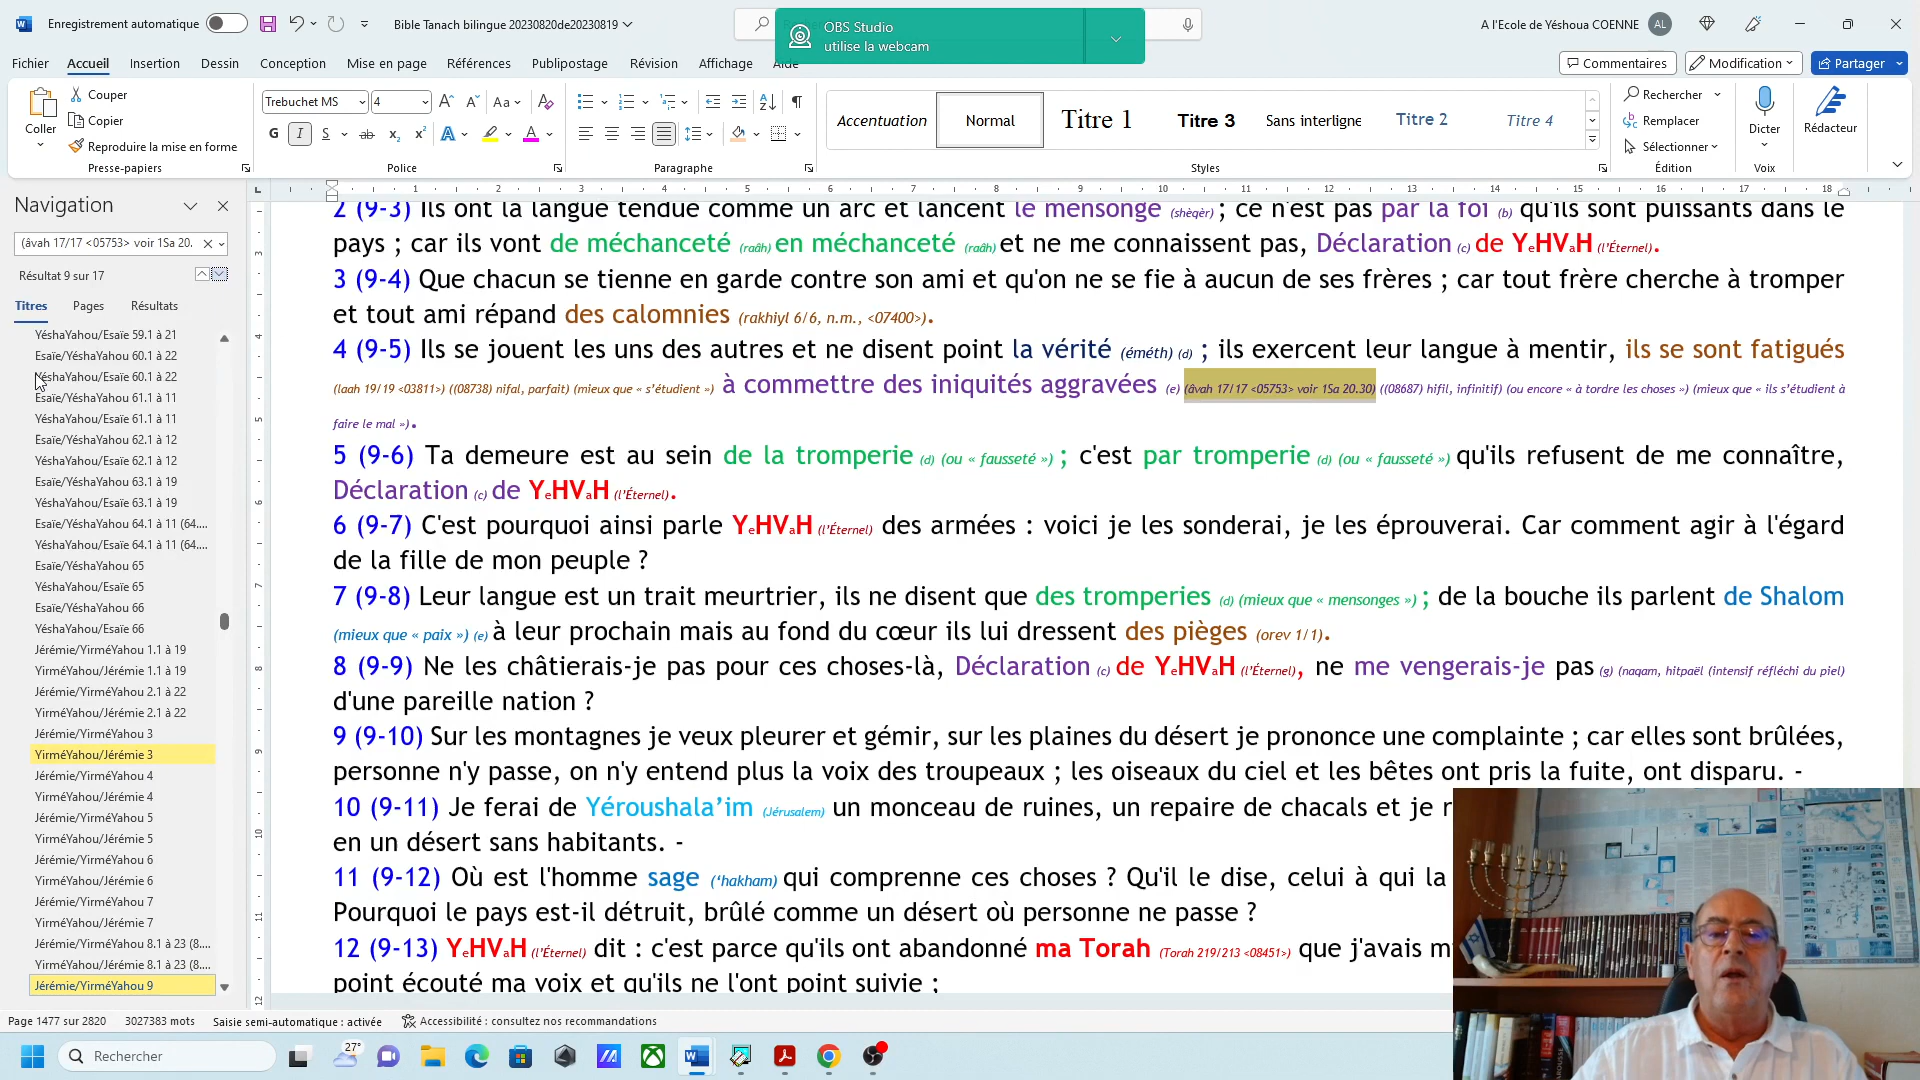 Enregistrement automatique
Bible Tanach bilingue 20230820de20230819
OBS Studio
utilise la webcam
A l'Ecole de Yéshoua COENNE
AL
Fichier Accueil Insertion Dessin Conception Mise en page Références Publipostage Révision Affichage Aide
Commentaires Modification Partager
Coller
Couper
Copier
Reproduire la mise en forme
Presse-papiers
Trebuchet MS 4
G I S ab
Police
Paragraphe
Accentuation Normal Titre 1 Titre 3 Sans interligne Titre 2 Titre 4
Styles
Rechercher
Remplacer
Sélectionner
Édition
Dicter
Voix
Rédacteur
Navigation
(âvah 17/17 <05753> voir 1Sa 20.
Résultat 9 sur 17
Titres Pages Résultats
YéshaYahou/Esaïe 59.1 à 21
Esaïe/YéshaYahou 60.1 à 22
YéshaYahou/Esaïe 60.1 à 22
Esaïe/YéshaYahou 61.1 à 11
YéshaYahou/Esaïe 61.1 à 11
Esaïe/YéshaYahou 62.1 à 12
YéshaYahou/Esaïe 62.1 à 12
Esaïe/YéshaYahou 63.1 à 19
YéshaYahou/Esaïe 63.1 à 19
Esaïe/YéshaYahou 64.1 à 11 (64....
YéshaYahou/Esaïe 64.1 à 11 (64....
Esaïe/YéshaYahou 65
YéshaYahou/Esaïe 65
Esaïe/YéshaYahou 66
YéshaYahou/Esaïe 66
Jérémie/YirméYahou 1.1 à 19
YirméYahou/Jérémie 1.1 à 19
Jérémie/YirméYahou 2.1 à 22
YirméYahou/Jérémie 2.1 à 22
Jérémie/YirméYahou 3
YirméYahou/Jérémie 3
Jérémie/YirméYahou 4
YirméYahou/Jérémie 4
Jérémie/YirméYahou 5
YirméYahou/Jérémie 5
Jérémie/YirméYahou 6
YirméYahou/Jérémie 6
Jérémie/YirméYahou 7
YirméYahou/Jérémie 7
Jérémie/YirméYahou 8.1 à 23 (8....
YirméYahou/Jérémie 8.1 à 23 (8....
Jérémie/YirméYahou 9
2 (9-3) Ils ont la langue tendue comme un arc et lancent le mensonge (shèqèr) ; ce n'est pas par la foi (b) qu'ils sont puissants dans le
pays ; car ils vont de méchanceté (raâh) en méchanceté (raâh) et ne me connaissent pas, Déclaration (c) de YeHVaH (l'Éternel).
3 (9-4) Que chacun se tienne en garde contre son ami et qu'on ne se fie à aucun de ses frères ; car tout frère cherche à tromper
et tout ami répand des calomnies (rakhiyl 6/6, n.m., <07400>).
4 (9-5) Ils se jouent les uns des autres et ne disent point la vérité (éméth) (d) ; ils exercent leur langue à mentir, ils se sont fatigués
(laah 19/19 <03811>) ((08738) nifal, parfait) (mieux que « s'étudient ») à commettre des iniquités aggravées (e) (âvah 17/17 <05753> voir 1Sa 20.30) ((08687) hifil, infinitif) (ou encore « à tordre les choses ») (mieux que « ils s'étudient à
faire le mal »).
5 (9-6) Ta demeure est au sein de la tromperie (d) (ou « fausseté ») ; c'est par tromperie (d) (ou « fausseté ») qu'ils refusent de me connaître,
Déclaration (c) de YeHVaH (l'Éternel).
6 (9-7) C'est pourquoi ainsi parle YeHVaH (l'Éternel) des armées : voici je les sonderai, je les éprouverai. Car comment agir à l'égard
de la fille de mon peuple ?
7 (9-8) Leur langue est un trait meurtrier, ils ne disent que des tromperies (d) (mieux que « mensonges ») ; de la bouche ils parlent de Shalom
(mieux que « paix ») (e) à leur prochain mais au fond du cœur ils lui dressent des pièges (orev 1/1).
8 (9-9) Ne les châtierais-je pas pour ces choses-là, Déclaration (c) de YeHVaH (l'Éternel), ne me vengerais-je pas (g) (naqam, hitpaël (intensif réfléchi du piel)
d'une pareille nation ?
9 (9-10) Sur les montagnes je veux pleurer et gémir, sur les plaines du désert je prononce une complainte ; car elles sont brûlées,
personne n'y passe, on n'y entend plus la voix des troupeaux ; les oiseaux du ciel et les bêtes ont pris la fuite, ont disparu. -
10 (9-11) Je ferai de Yéroushala'im (Jérusalem) un monceau de ruines, un repaire de chacals et je r
en un désert sans habitants. -
11 (9-12) Où est l'homme sage ('hakham) qui comprenne ces choses ? Qu'il le dise, celui à qui la
Pourquoi le pays est-il détruit, brûlé comme un désert où personne ne passe ?
12 (9-13) YeHVaH (l'Éternel) dit : c'est parce qu'ils ont abandonné ma Torah (Torah 219/213 <08451>) que j'avais m
point écouté ma voix et qu'ils ne l'ont point suivie ;
Page 1477 sur 2820 3027383 mots Saisie semi-automatique : activée Accessibilité : consultez nos recommandations
Rechercher
27°